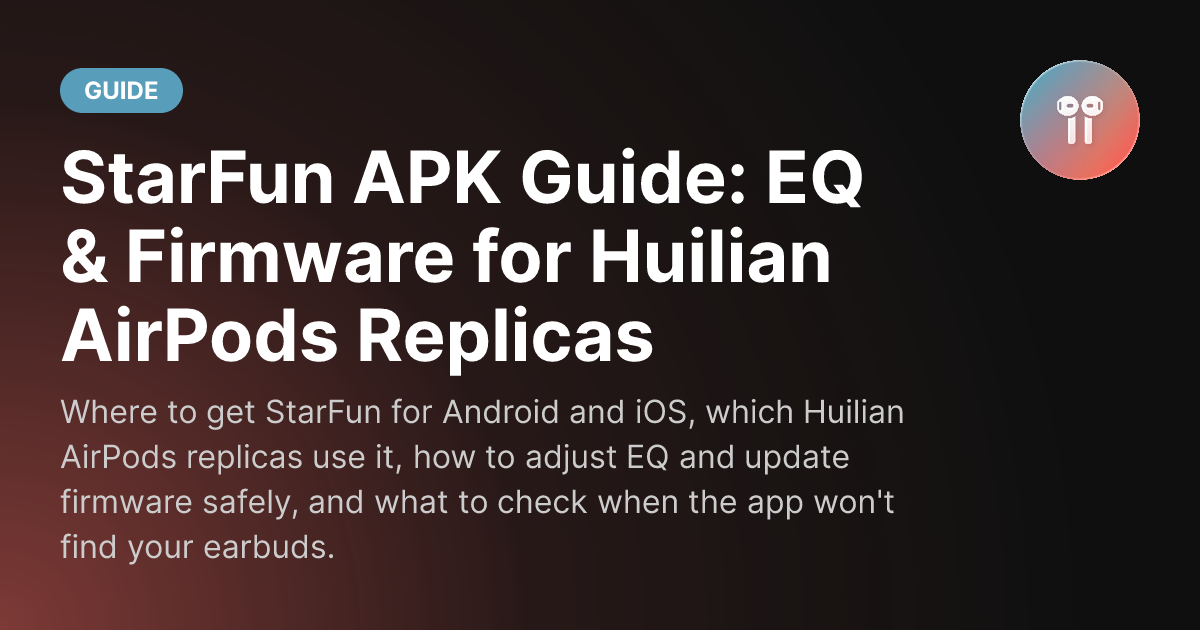 GUIDE
StarFun APK Guide: EQ
& Firmware for Huilian
AirPods Replicas
Where to get StarFun for Android and iOS, which Huilian
AirPods replicas use it, how to adjust EQ and update
firmware safely, and what to check when the app won't
find your earbuds.